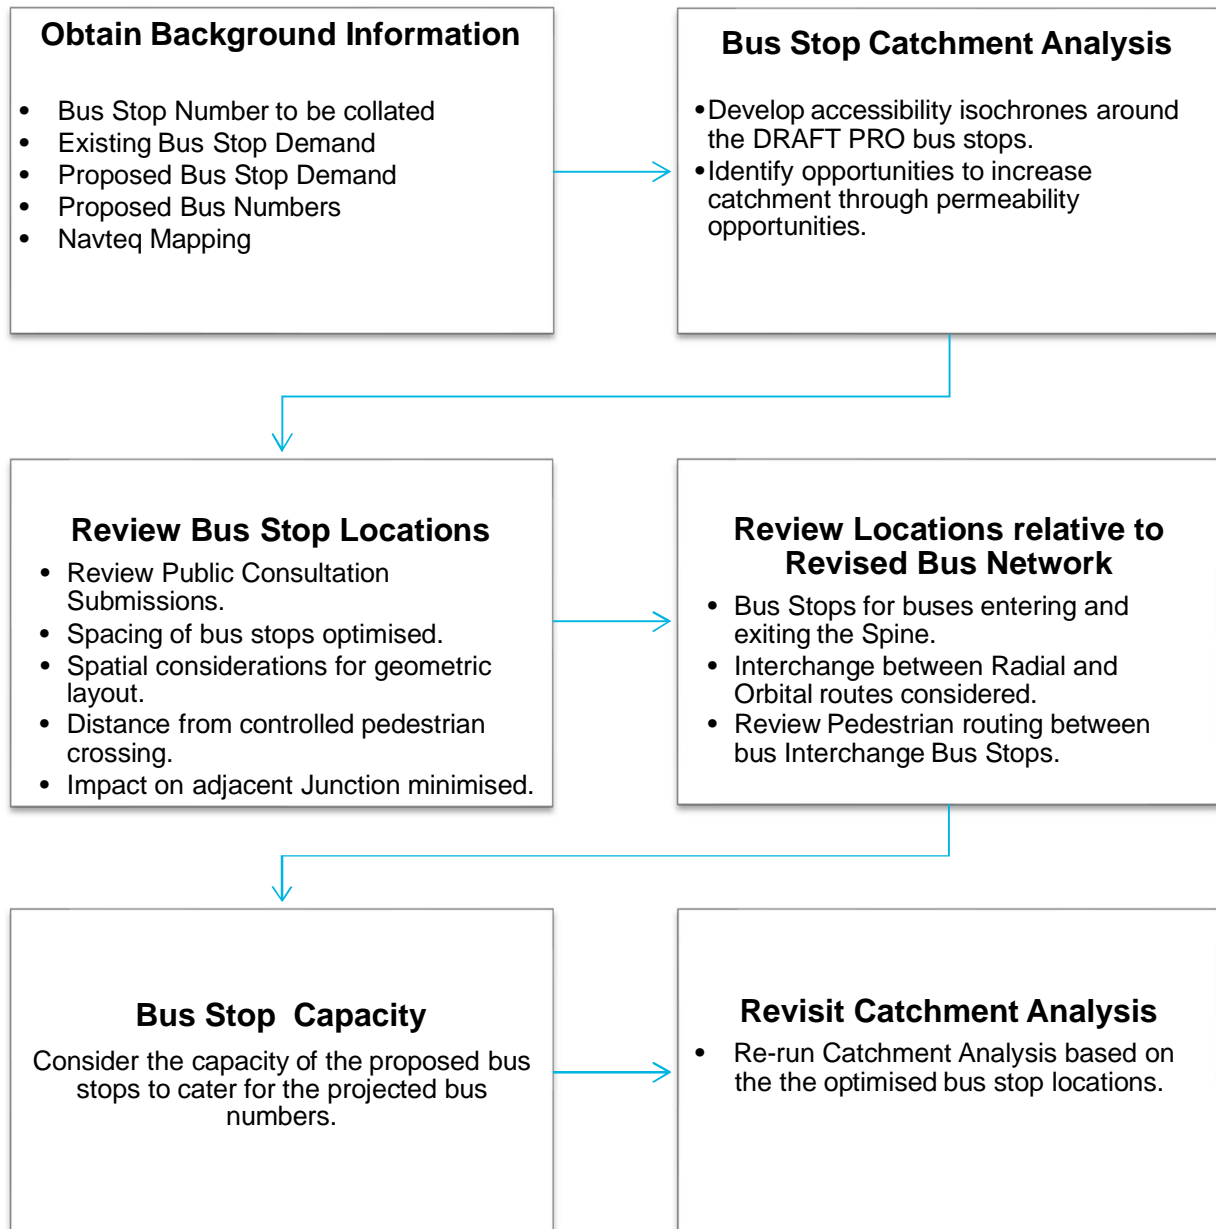 Obtain Background Information
• Bus Stop Number to be collated
• Existing Bus Stop Demand
• Proposed Bus Stop Demand
• Proposed Bus Numbers
• Navteq Mapping
Bus Stop Catchment Analysis
•Develop accessibility isochrones around
the DRAFT PRO bus stops.
•Identify opportunities to increase
catchment through permeability
opportunities.
Review Bus Stop Locations
• Review Public Consultation
Submissions.
• Spacing of bus stops optimised.
• Spatial considerations for geometric
layout.
• Distance from controlled pedestrian
crossing.
• Impact on adjacent Junction minimised.
Review Locations relative to
Revised Bus Network
• Bus Stops for buses entering and
exiting the Spine.
• Interchange between Radial and
Orbital routes considered.
• Review Pedestrian routing between
bus Interchange Bus Stops.
Bus Stop  Capacity
Consider the capacity of the proposed bus
stops to cater for the projected bus
numbers.
Revisit Catchment Analysis
• Re-run Catchment Analysis based on
the the optimised bus stop locations.